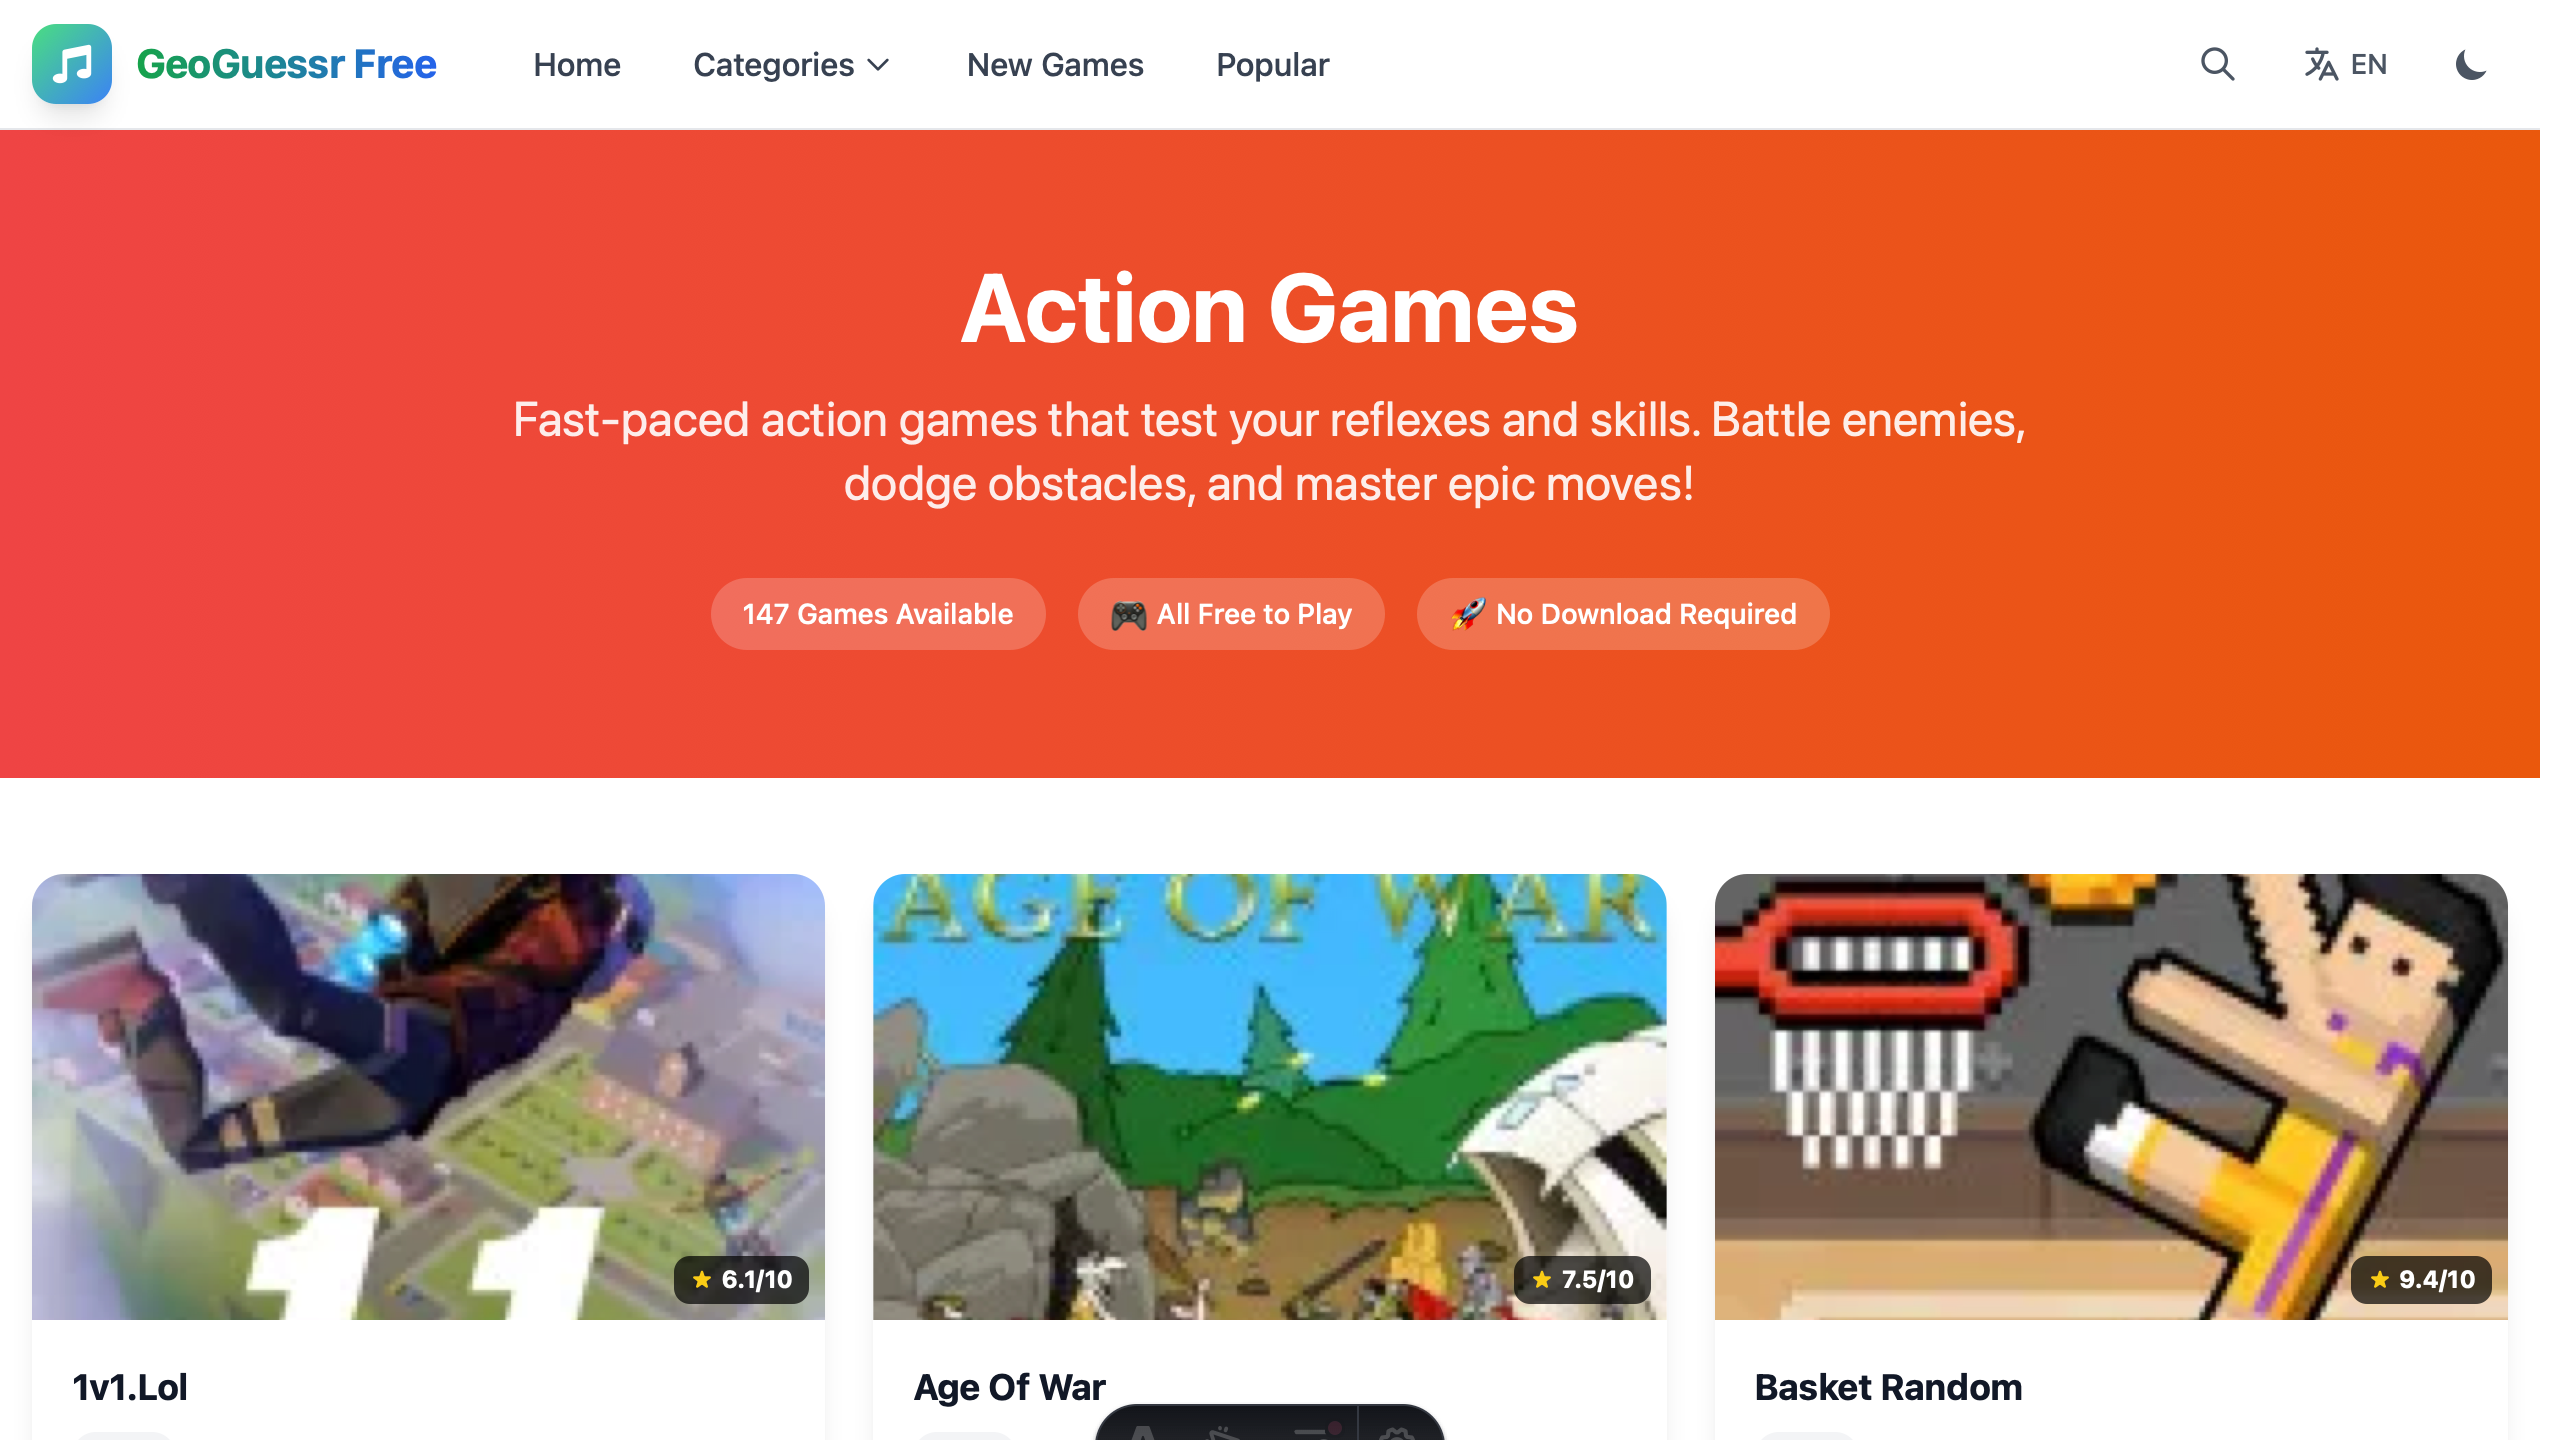 GeoGuessr Free
Home
Categories
New Games
Popular
EN
Action Games
Fast-paced action games that test your reflexes and skills. Battle enemies,
dodge obstacles, and master epic moves!
147 Games Available
🎮 All Free to Play
🚀 No Download Required
AGE OF WAR
1 1
6.1/10
7.5/10
9.4/10
1v1.Lol
Age Of War
Basket Random